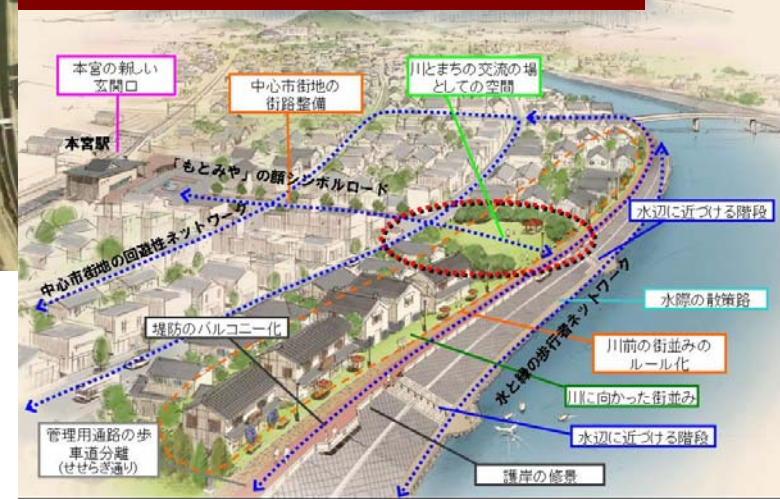 本宮の新しい
玄関口
中心市街地の
街路整備
川とまちの交流の場
としての空間
本宮駅
「もとみや」の顔シンボルロード
中心市街地の回遊性ネットワーク
水辺に近づける階段
水際の散策路
堤防のバルコニー化
川前の街並みの
ルール化
水と緑の歩行者ネットワーク
川に向かった街並み
管理用通路の歩
車道分離
(せせらぎ通り)
水辺に近づける階段
護岸の修景